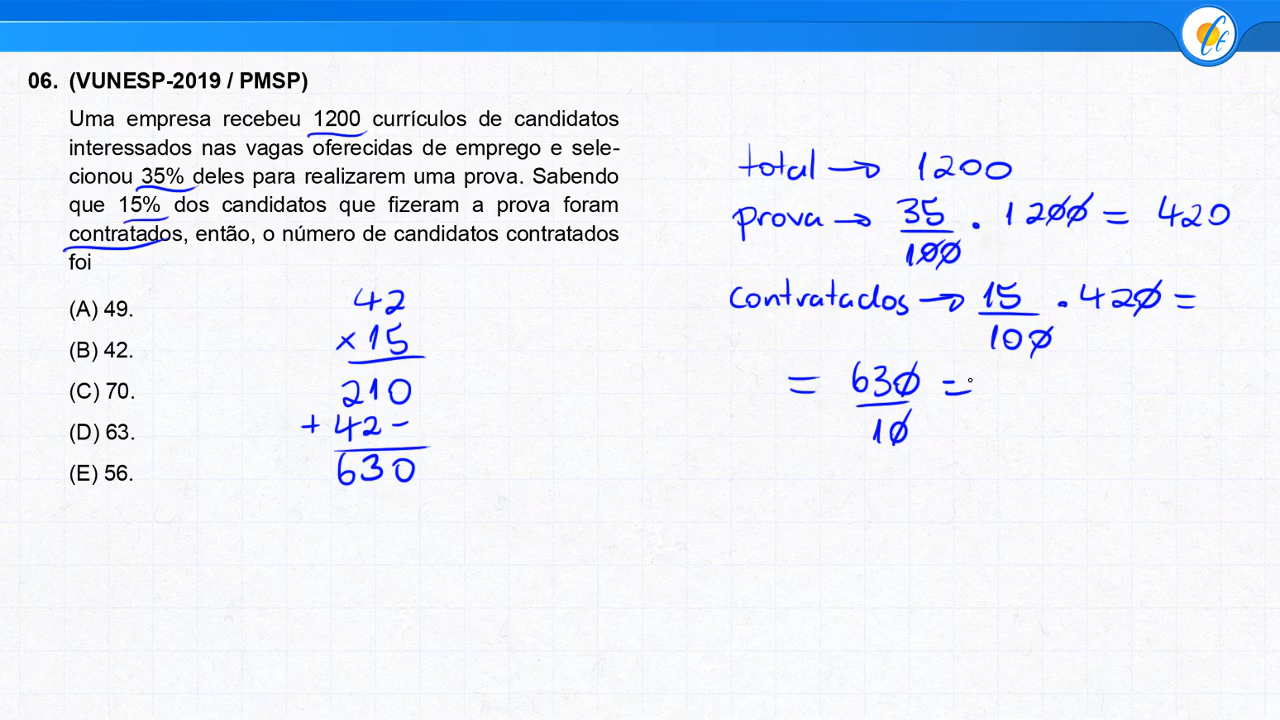 06. (VUNESP-2019 / PMSP)
Uma empresa recebeu 1200 currículos de candidatos
interessados nas vagas oferecidas de emprego e sele-
cionou 35% deles para realizarem uma prova. Sabendo
que 15% dos candidatos que fizeram a prova foram
contratados, então, o número de candidatos contratados
foi
(A) 49.
(B) 42.
(C) 70.
(D) 63.
(E) 56.
42
×15
210
+42-
630
total → 1200
prova → 35/100 . 1200 = 420
contratados → 15/100 . 420 =
= 630/10 =